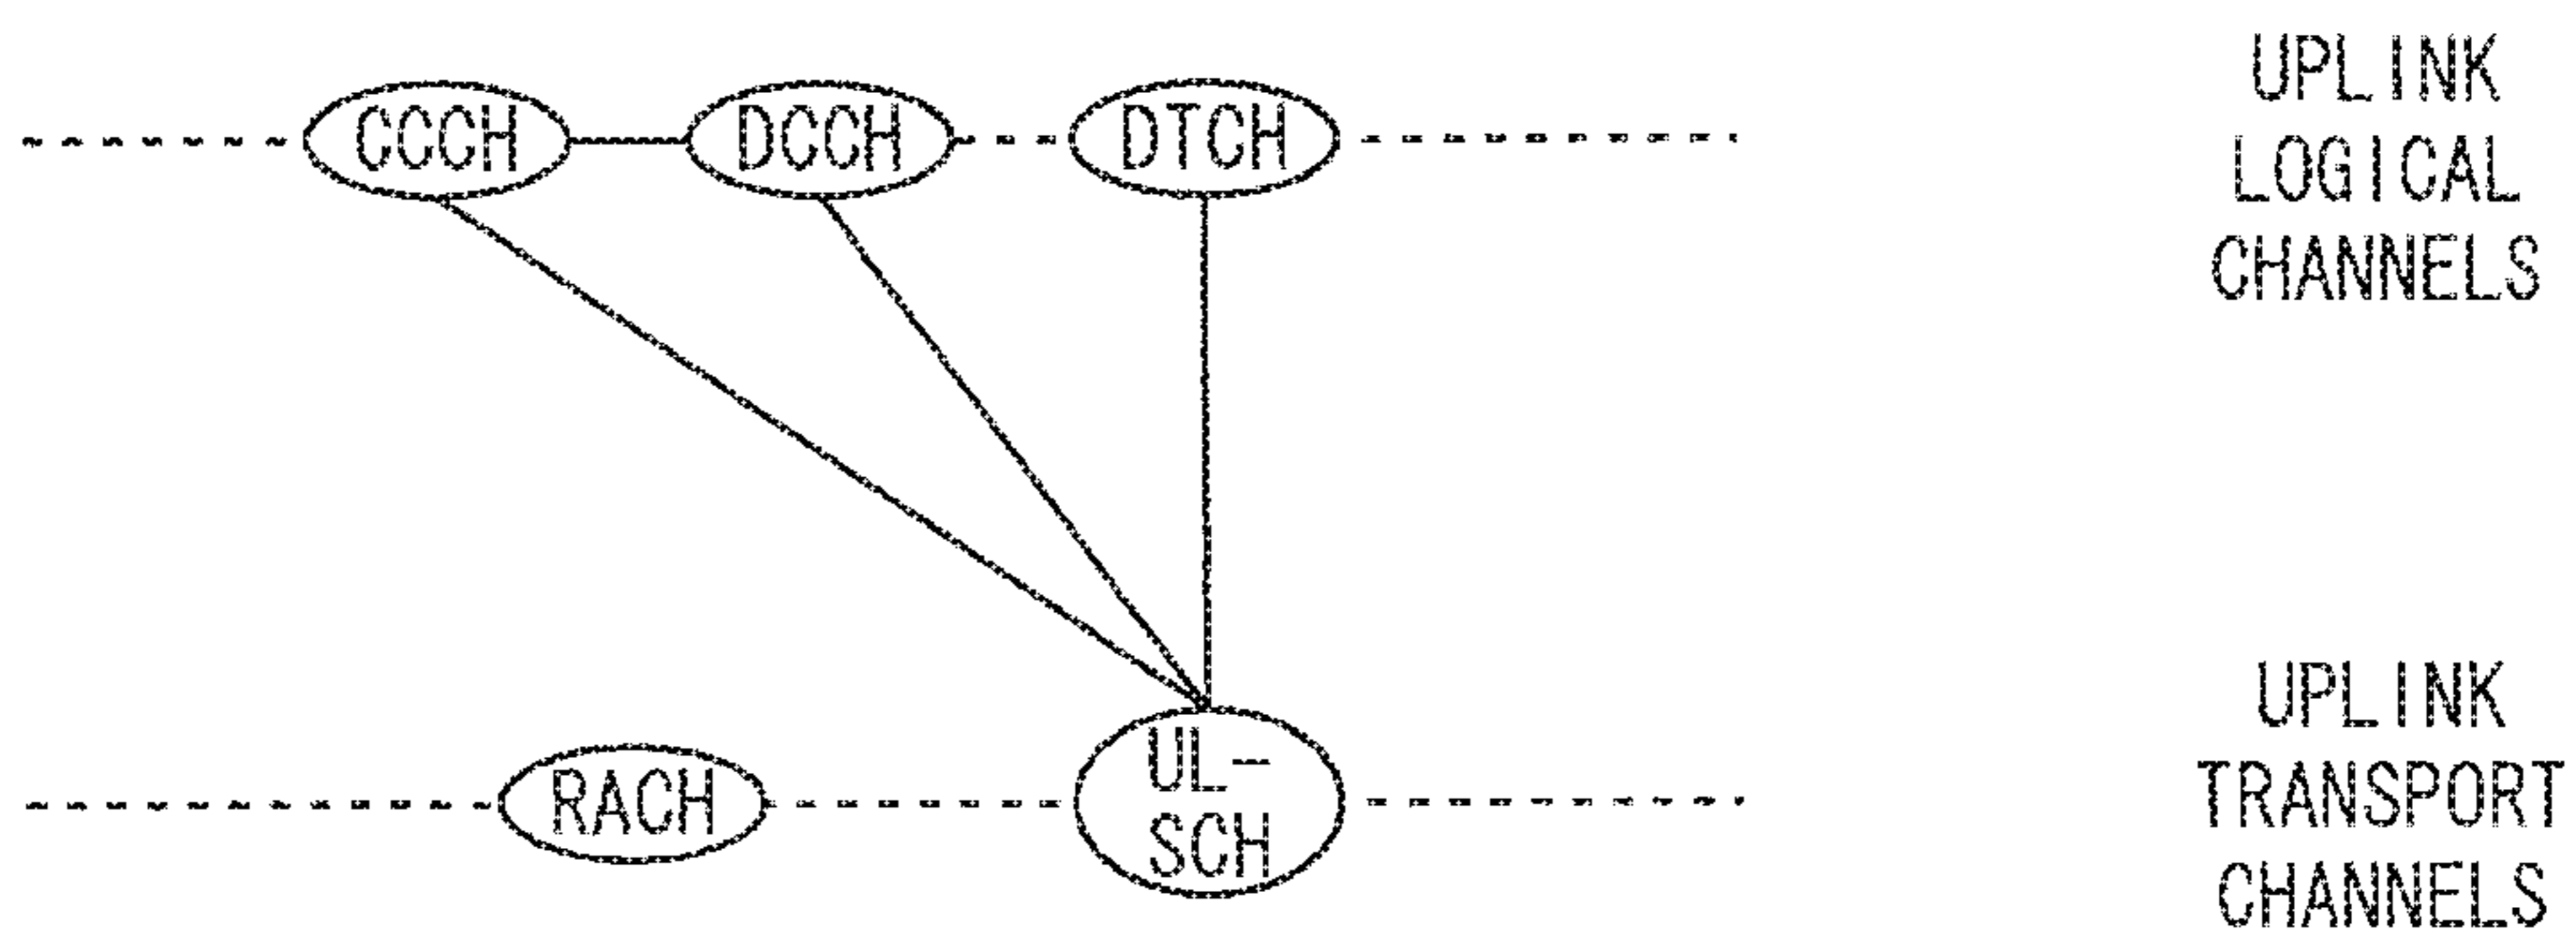 CCCH DCCH DTCH
UPLINK
LOGICAL
CHANNELS
RACH
UL-
SCH
UPLINK
TRANSPORT
CHANNELS